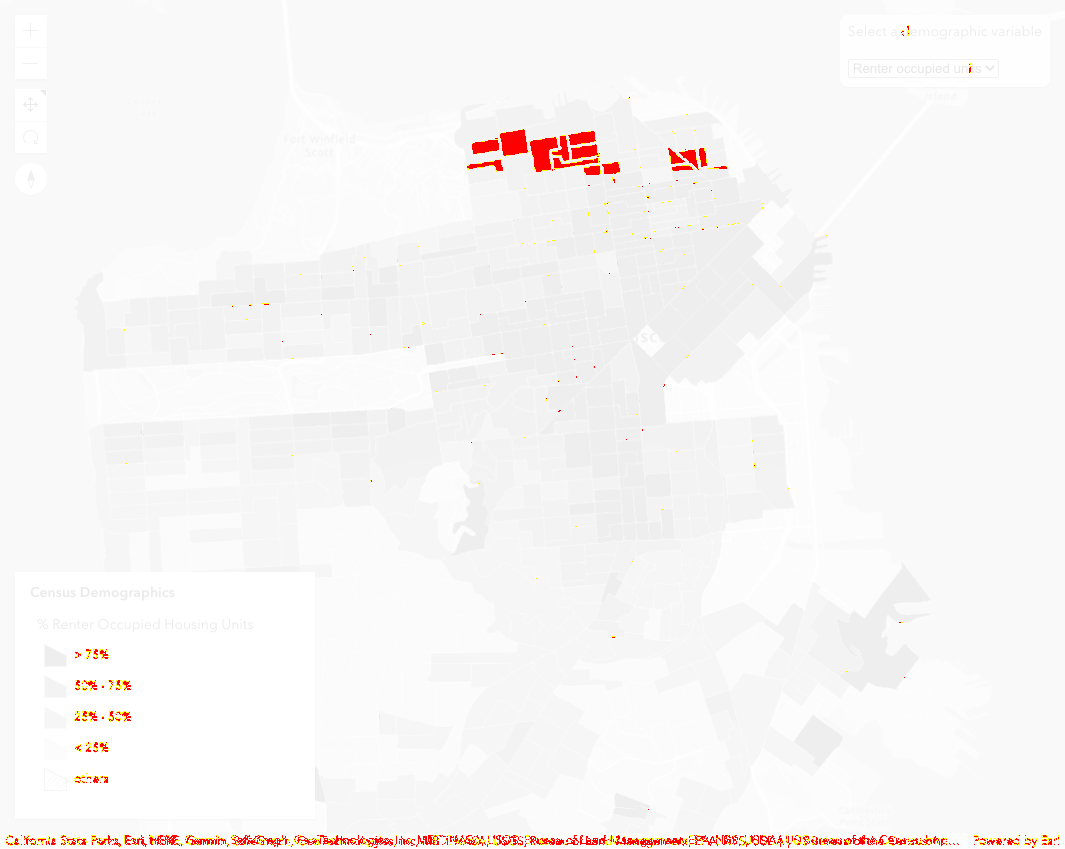 Select a demographic variable
Renter occupied units
Fort Winfield
Scott
Census Demographics
% Renter Occupied Housing Units
> 75%
50% - 75%
25% - 50%
< 25%
others
California State Parks, Esri, HERE, Garmin, SafeGraph, GeoTechnologies, Inc, METI/NASA, USGS, Bureau of Land Management, EPA, NPS, USDA | US Bureau of the Census, ... Powered by Esri